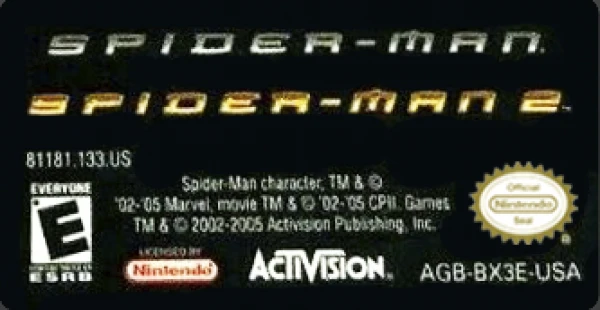 SPIDER-MAN
SPIDER-MAN 2™
81181.133.US
EVERYONE
E
ESRB
Spider-Man character, TM & ©
'02-'05 Marvel, movie TM & © '02-'05 CPII. Games
TM & © 2002-2005 Activision Publishing, Inc.
LICENSED BY
Nintendo
ACTIVISION.
Official
Nintendo
Seal
®
AGB-BX3E-USA